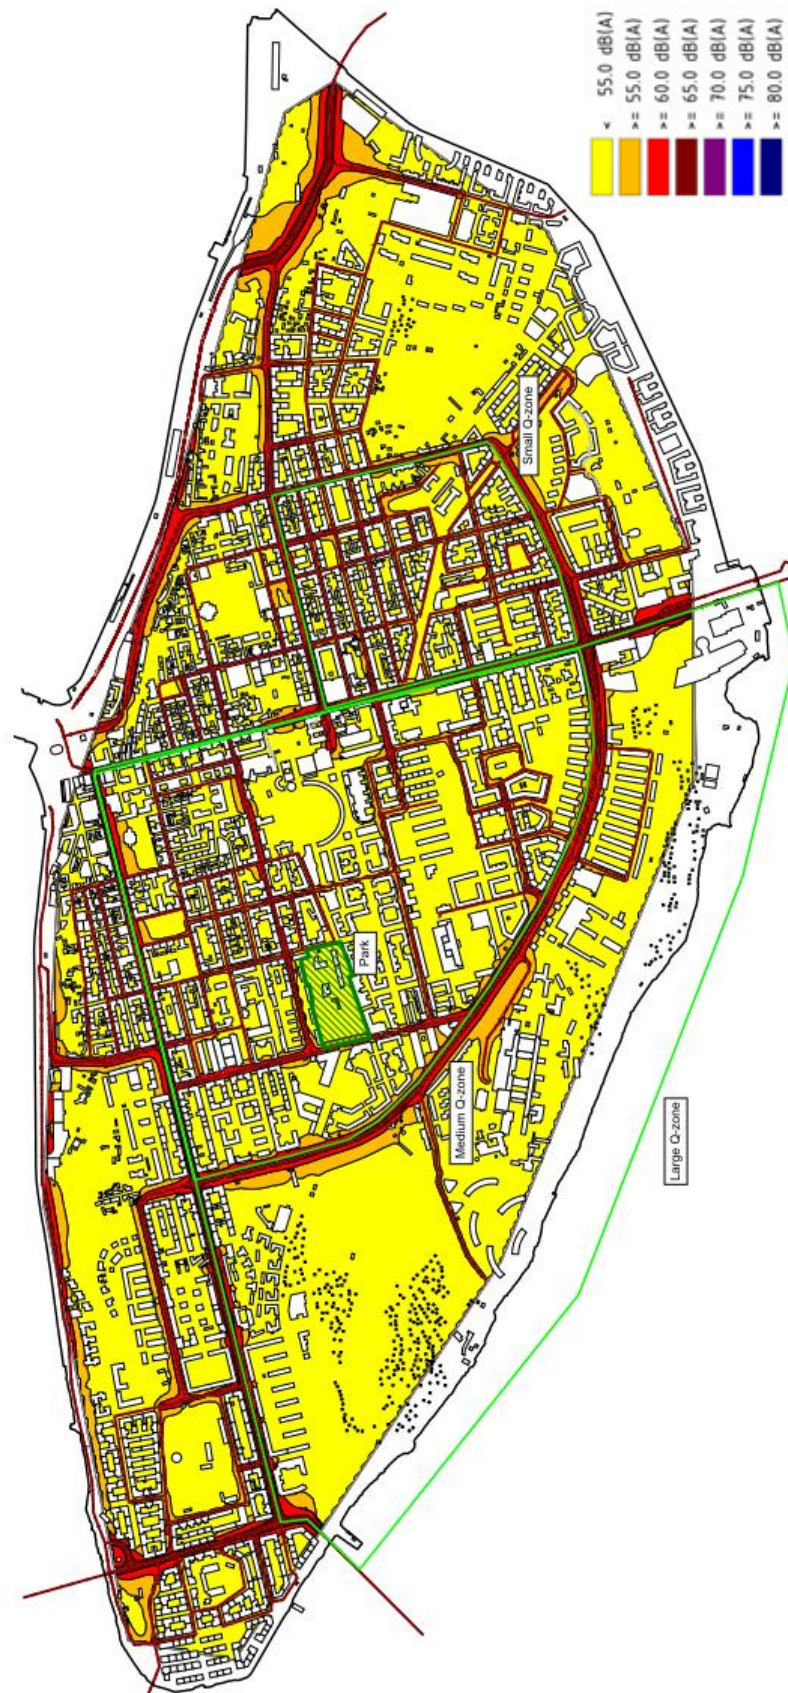 < 55.0 dB(A)
>= 55.0 dB(A)
>= 60.0 dB(A)
>= 65.0 dB(A)
>= 70.0 dB(A)
>= 75.0 dB(A)
>= 80.0 dB(A)
Small Q-zone
Park
Medium Q-zone
Large Q-zone